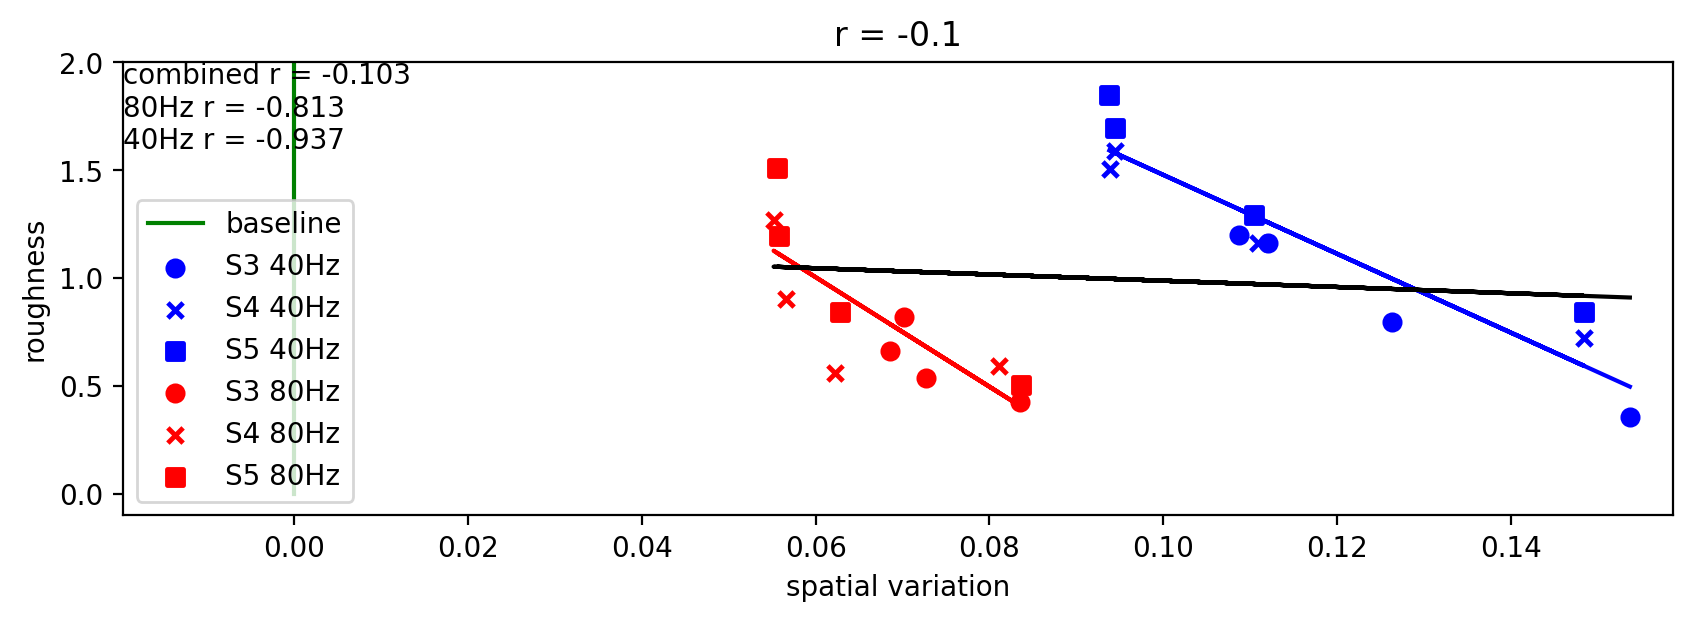 r = -0.1
combined r = -0.103
80Hz r = -0.813
40Hz r = -0.937
baseline
S3 40Hz
S4 40Hz
S5 40Hz
S3 80Hz
S4 80Hz
S5 80Hz
roughness
2.0
1.5
1.0
0.5
0.0
0.00 0.02 0.04 0.06 0.08 0.10 0.12 0.14
spatial variation